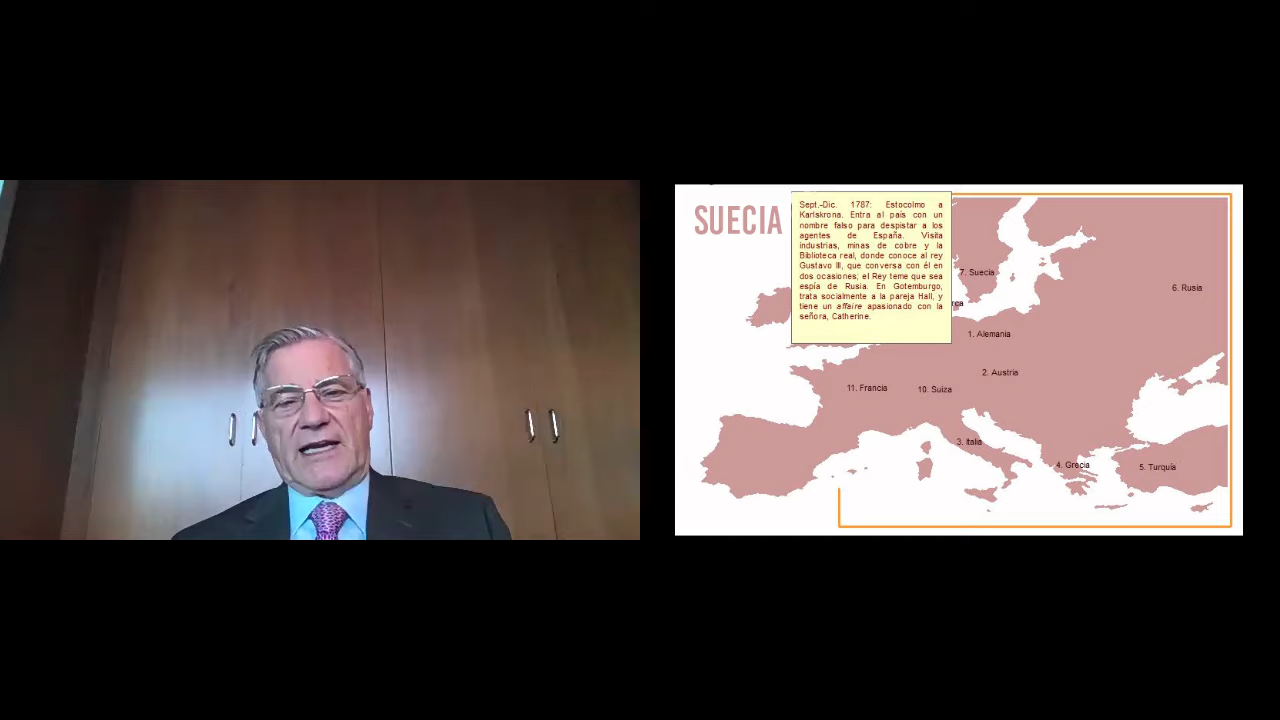 SUECIA
Sept.-Dic. 1787: Estocolmo a
Karlskrona. Entra al país con un
nombre falso para despistar a los
agentes de España. Visita
industrias, minas de cobre y la
Biblioteca real, donde conoce al rey
Gustavo III, que conversa con él en
dos ocasiones; el Rey teme que sea
espía de Rusia. En Gotemburgo,
trata socialmente a la pareja Hall, y
tiene un affaire apasionado con la
señora, Catherine.
7. Suecia
6. Rusia
rca
1. Alemania
2. Austria
11. Francia
10. Suiza
3. Italia
4. Grecia
5. Turquía